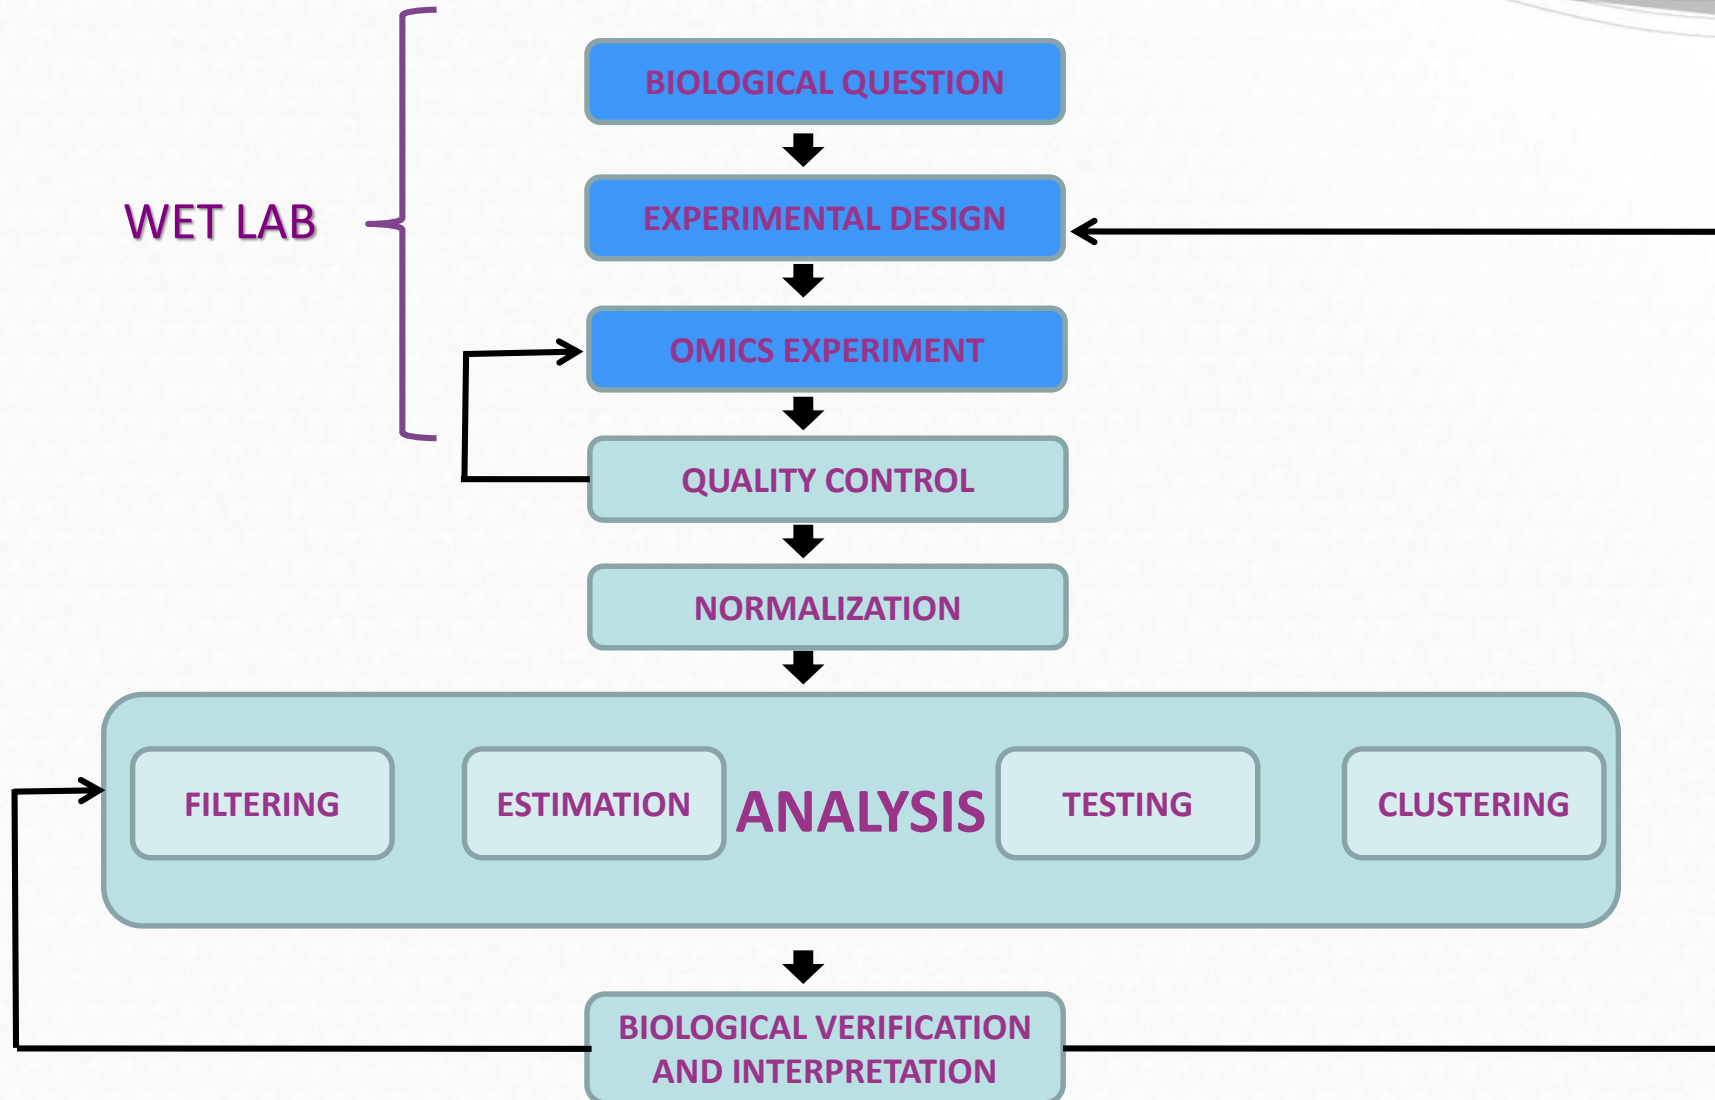 BIOLOGICAL QUESTION
WET LAB
EXPERIMENTAL DESIGN
OMICS EXPERIMENT
QUALITY CONTROL
NORMALIZATION
FILTERING
ESTIMATION
ANALYSIS
TESTING
CLUSTERING
BIOLOGICAL VERIFICATION
AND INTERPRETATION